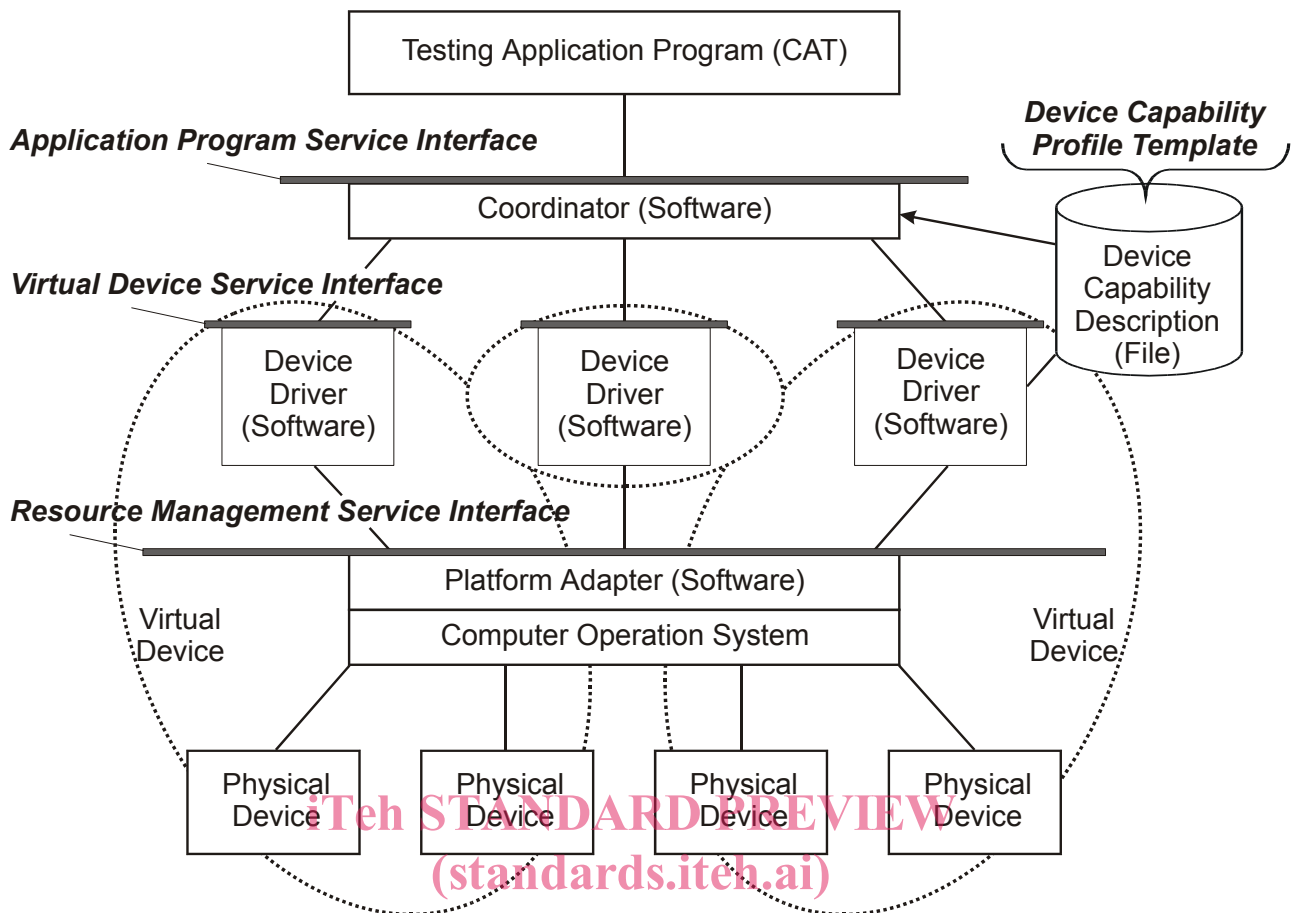 Testing Application Program (CAT)
Application Program Service Interface
Device Capability
Profile Template
Coordinator (Software)
Device
Capability
Description
(File)
Virtual Device Service Interface
Device
Driver
(Software)
Device
Driver
(Software)
Device
Driver
(Software)
Resource Management Service Interface
Platform Adapter (Software)
Computer Operation System
Virtual
Device
Virtual
Device
Physical
Device
Physical
Device
Physical
Device
Physical
Device
iTeh STANDARD PREVIEW
(standards.iteh.ai)